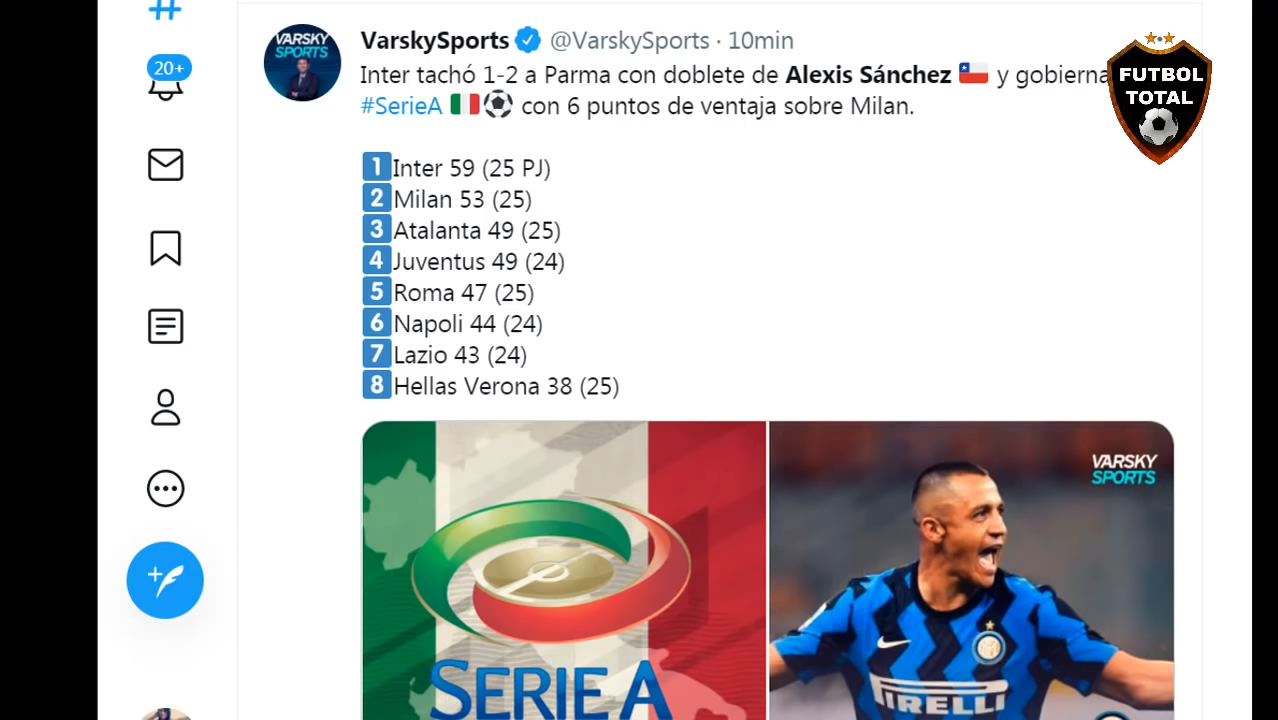 VarskySports @VarskySports · 10min
Inter tachó 1-2 a Parma con doblete de Alexis Sánchez 🇨🇱 y gobierna
#SerieA 🇮🇹⚽ con 6 puntos de ventaja sobre Milan.
1 Inter 59 (25 PJ)
2 Milan 53 (25)
3 Atalanta 49 (25)
4 Juventus 49 (24)
5 Roma 47 (25)
6 Napoli 44 (24)
7 Lazio 43 (24)
8 Hellas Verona 38 (25)
20+
VARSKY
SPORTS
FUTBOL
TOTAL
VARSKY
SPORTS
SERIE A
PIRELLI